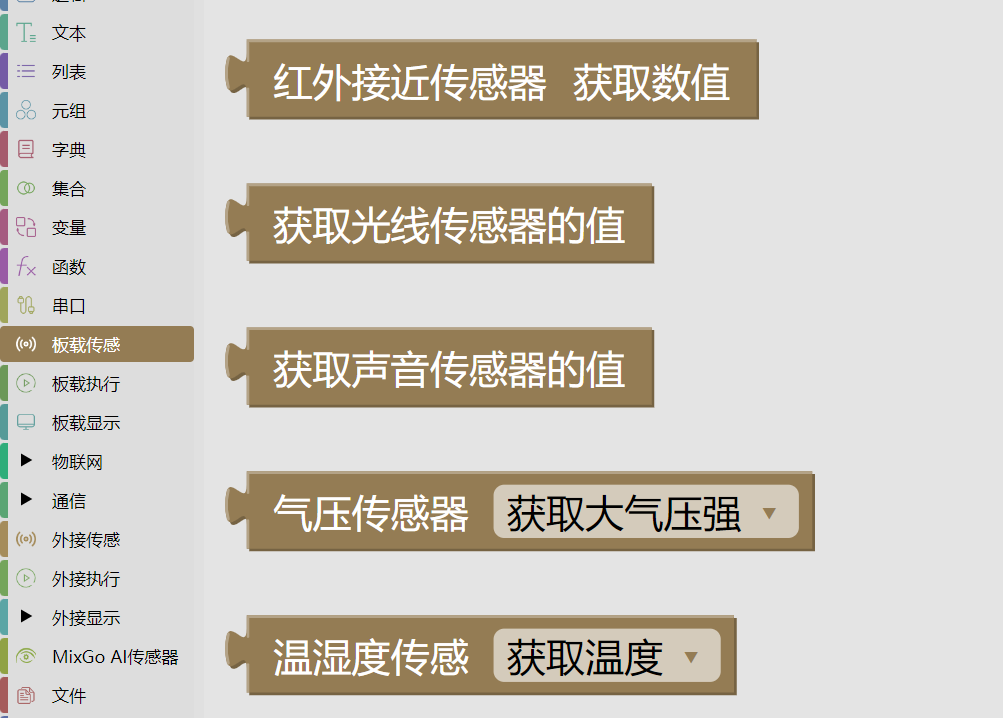 文本
列表
元组
字典
集合
变量
函数
串口
板载传感
板载执行
板载显示
物联网
通信
外接传感
外接执行
外接显示
MixGo AI传感器
文件
红外接近传感器 获取数值
获取光线传感器的值
获取声音传感器的值
气压传感器 获取大气压强
温湿度传感 获取温度